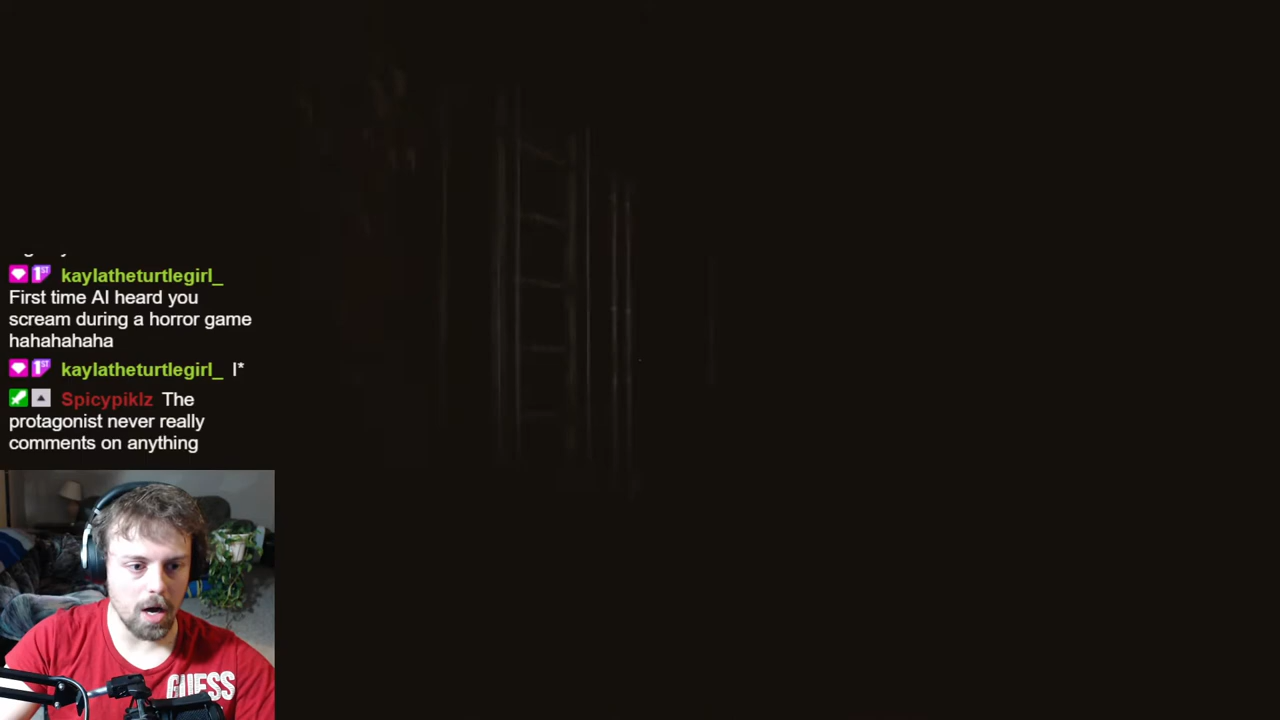 kaylatheturtlegirl_
First time AI heard you
scream during a horror game
hahahahaha
kaylatheturtlegirl_ I*
Spicypiklz The
protagonist never really
comments on anything
GUESS